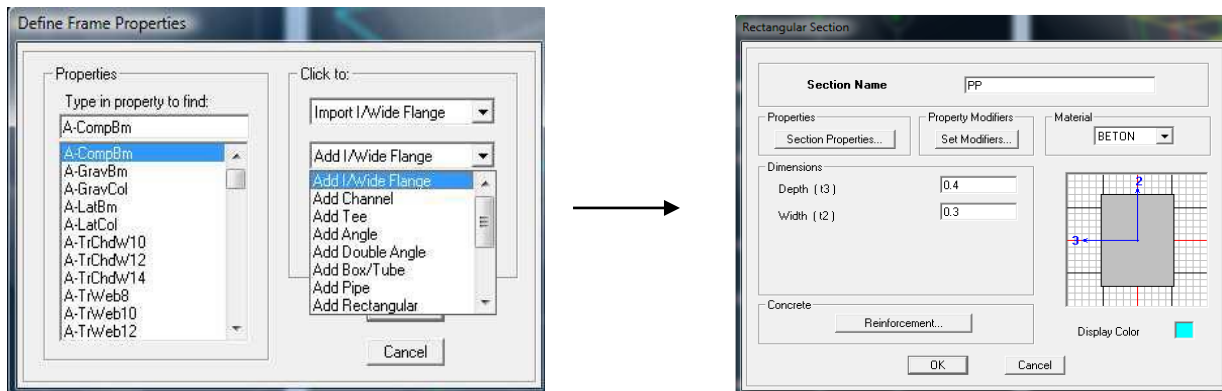 Define Frame Properties
Properties
Type in property to find:
A-CompBm
A-CompBm
A-GravBm
A-GravCol
A-LatBm
A-LatCol
A-TrChdW10
A-TrChdW12
A-TrChdW14
A-TrWeb8
A-TrWeb10
A-TrWeb12
Click to:
Import I/Wide Flange
Add I/Wide Flange
Add I/Wide Flange
Add Channel
Add Tee
Add Angle
Add Double Angle
Add Box/Tube
Add Pipe
Add Rectangular
Cancel
Rectangular Section
Section Name PP
Properties
Section Properties...
Property Modifiers
Set Modifiers...
Material
BETON
Dimensions
Depth ( t3 ) 0.4
Width ( t2 ) 0.3
2
3
Concrete
Reinforcement...
Display Color
OK Cancel